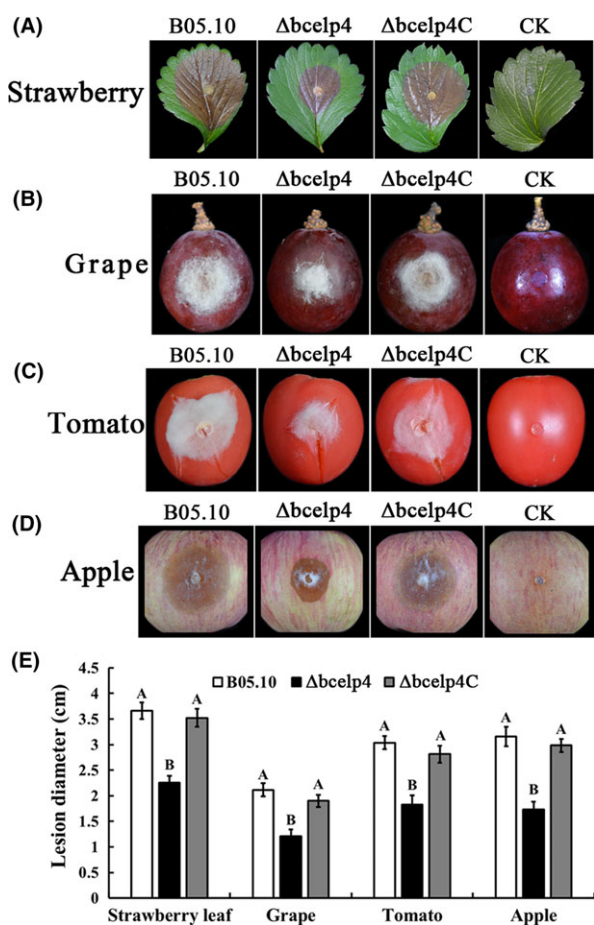 (A)
B05.10 Δbcelp4 Δbcelp4C CK
Strawberry
(B)
B05.10 Δbcelp4 Δbcelp4C CK
Grape
(C)
B05.10 Δbcelp4 Δbcelp4C CK
Tomato
(D)
B05.10 Δbcelp4 Δbcelp4C CK
Apple
(E)
Lesion diameter (cm)
4.5
4
3.5
3
2.5
2
1.5
1
0.5
0
B05.10 Δbcelp4 Δbcelp4C
A B A
A B A
A B A
A B A
Strawberry leaf Grape Tomato Apple